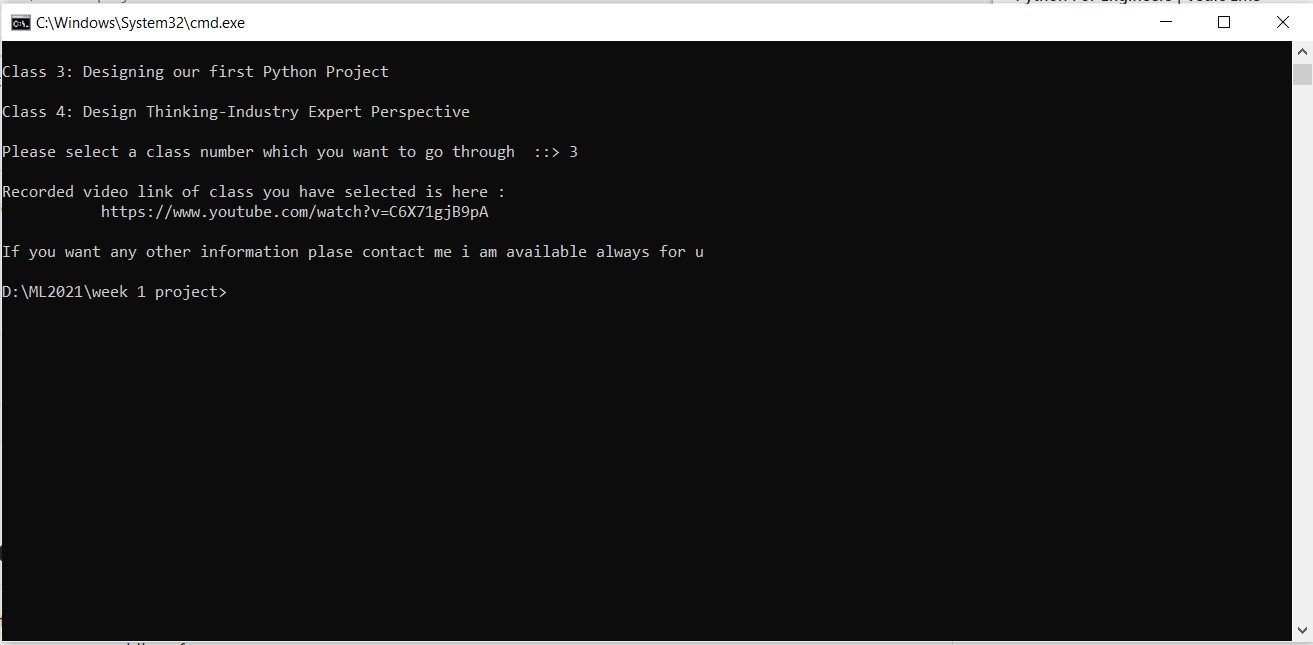 C:\Windows\System32\cmd.exe
Class 3: Designing our first Python Project
Class 4: Design Thinking-Industry Expert Perspective
Please select a class number which you want to go through  ::> 3
Recorded video link of class you have selected is here :
https://www.youtube.com/watch?v=C6X71gjB9pA
If you want any other information plase contact me i am available always for u
D:\ML2021\week 1 project>